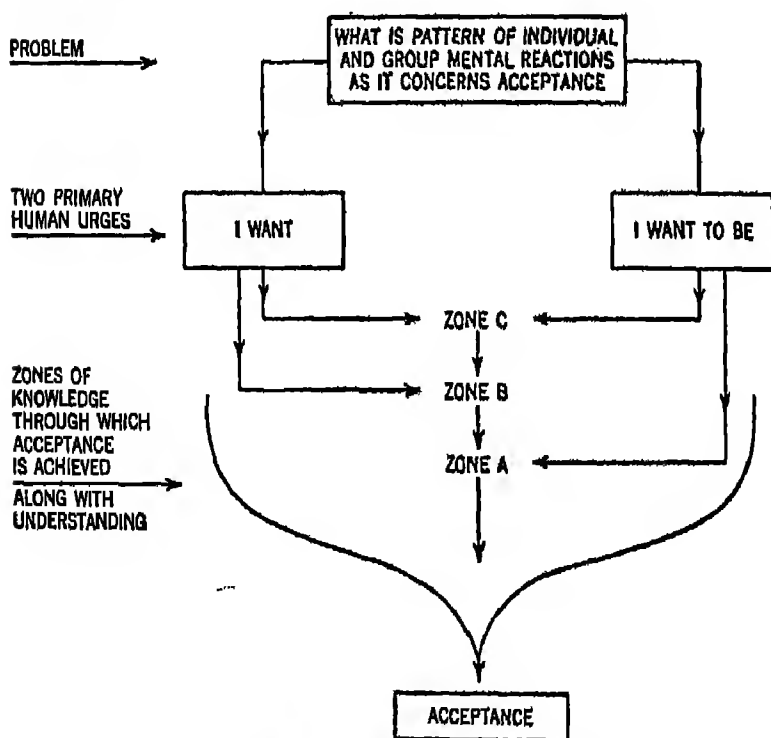 PROBLEM
WHAT IS PATTERN OF INDIVIDUAL
AND GROUP MENTAL REACTIONS
AS IT CONCERNS ACCEPTANCE
TWO PRIMARY
HUMAN URGES
I WANT
I WANT TO BE
ZONE C
ZONES OF
KNOWLEDGE
THROUGH WHICH
ACCEPTANCE
IS ACHIEVED
ALONG WITH
UNDERSTANDING
ZONE B
ZONE A
ACCEPTANCE